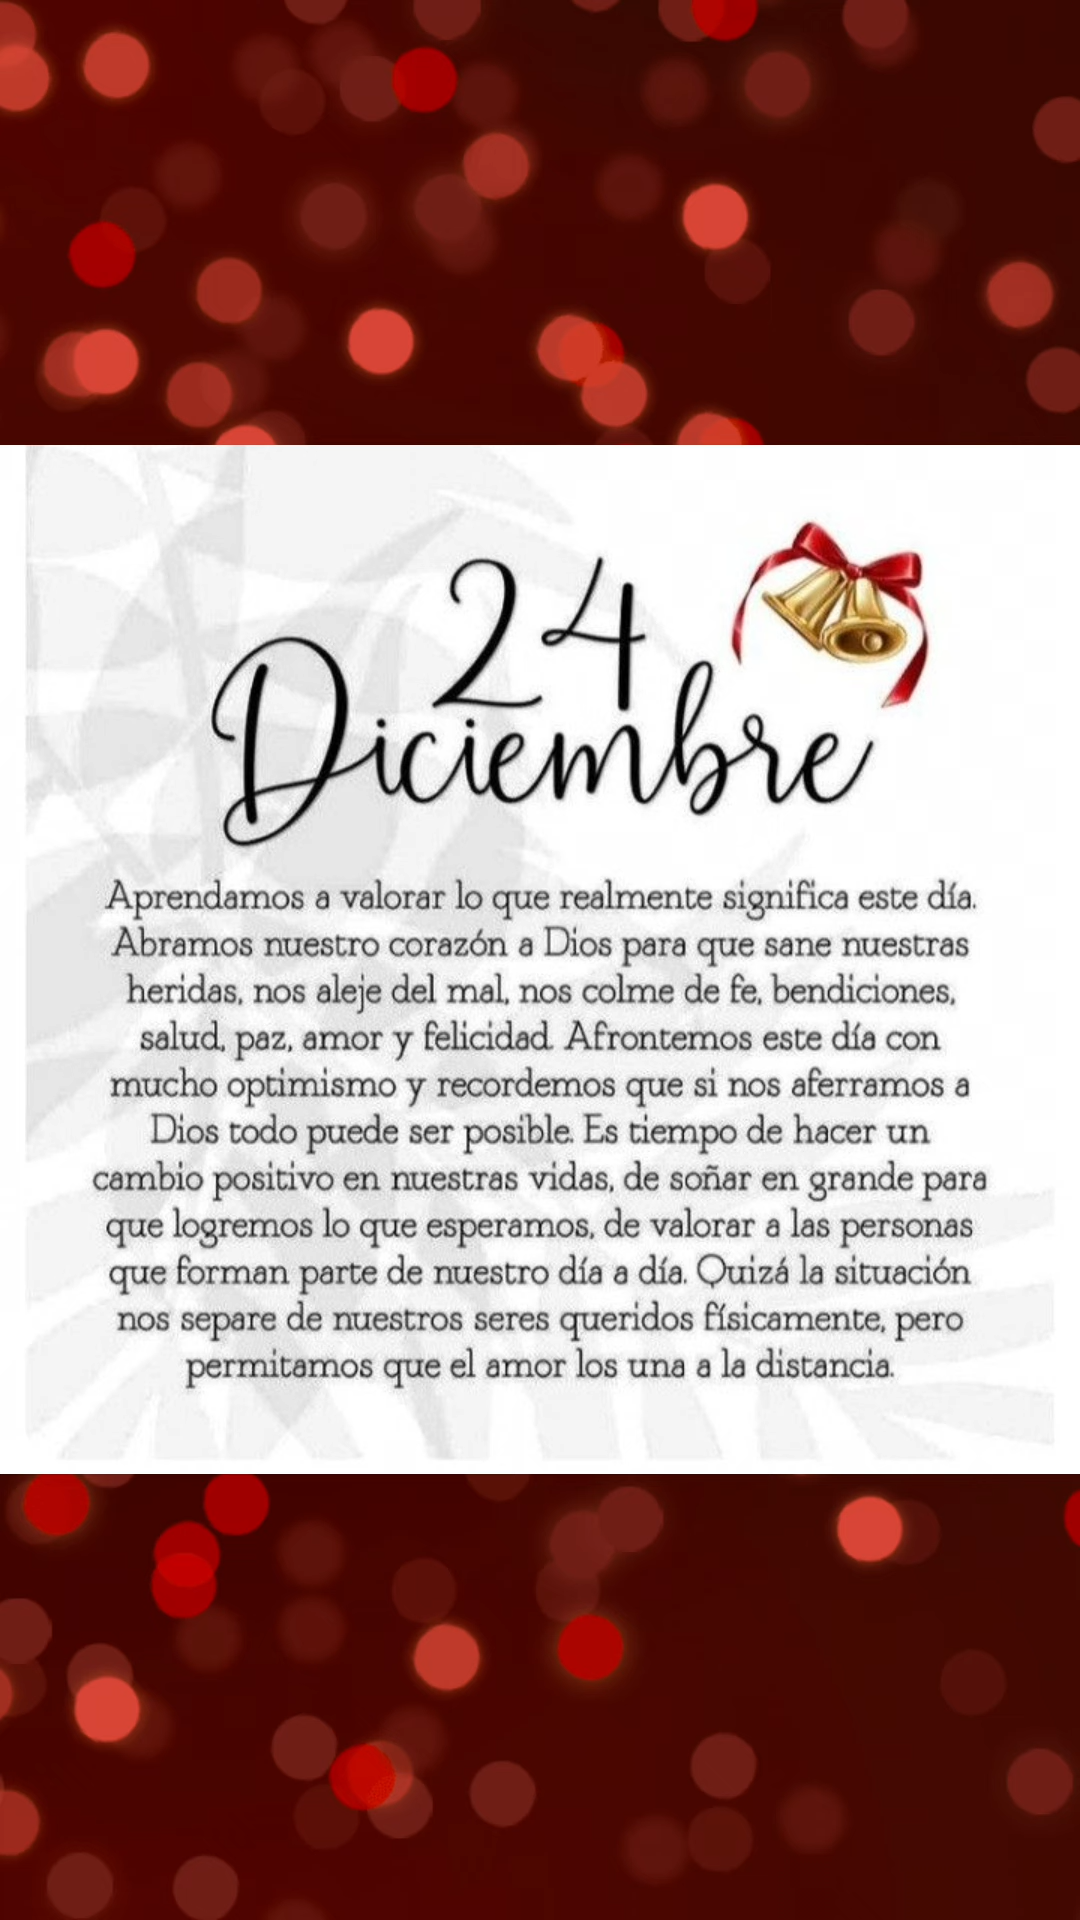 24
Diciembre
Aprendamos a valorar lo que realmente significa este día.
Abramos nuestro corazón a Dios para que sane nuestras
heridas, nos aleje del mal, nos colme de fe, bendiciones,
salud, paz, amor y felicidad. Afrontemos este día con
mucho optimismo y recordemos que si nos aferramos a
Dios todo puede ser posible. Es tiempo de hacer un
cambio positivo en nuestras vidas, de soñar en grande para
que logremos lo que esperamos, de valorar a las personas
que forman parte de nuestro día a día. Quizá la situación
nos separe de nuestros seres queridos físicamente, pero
permitamos que el amor los una a la distancia.